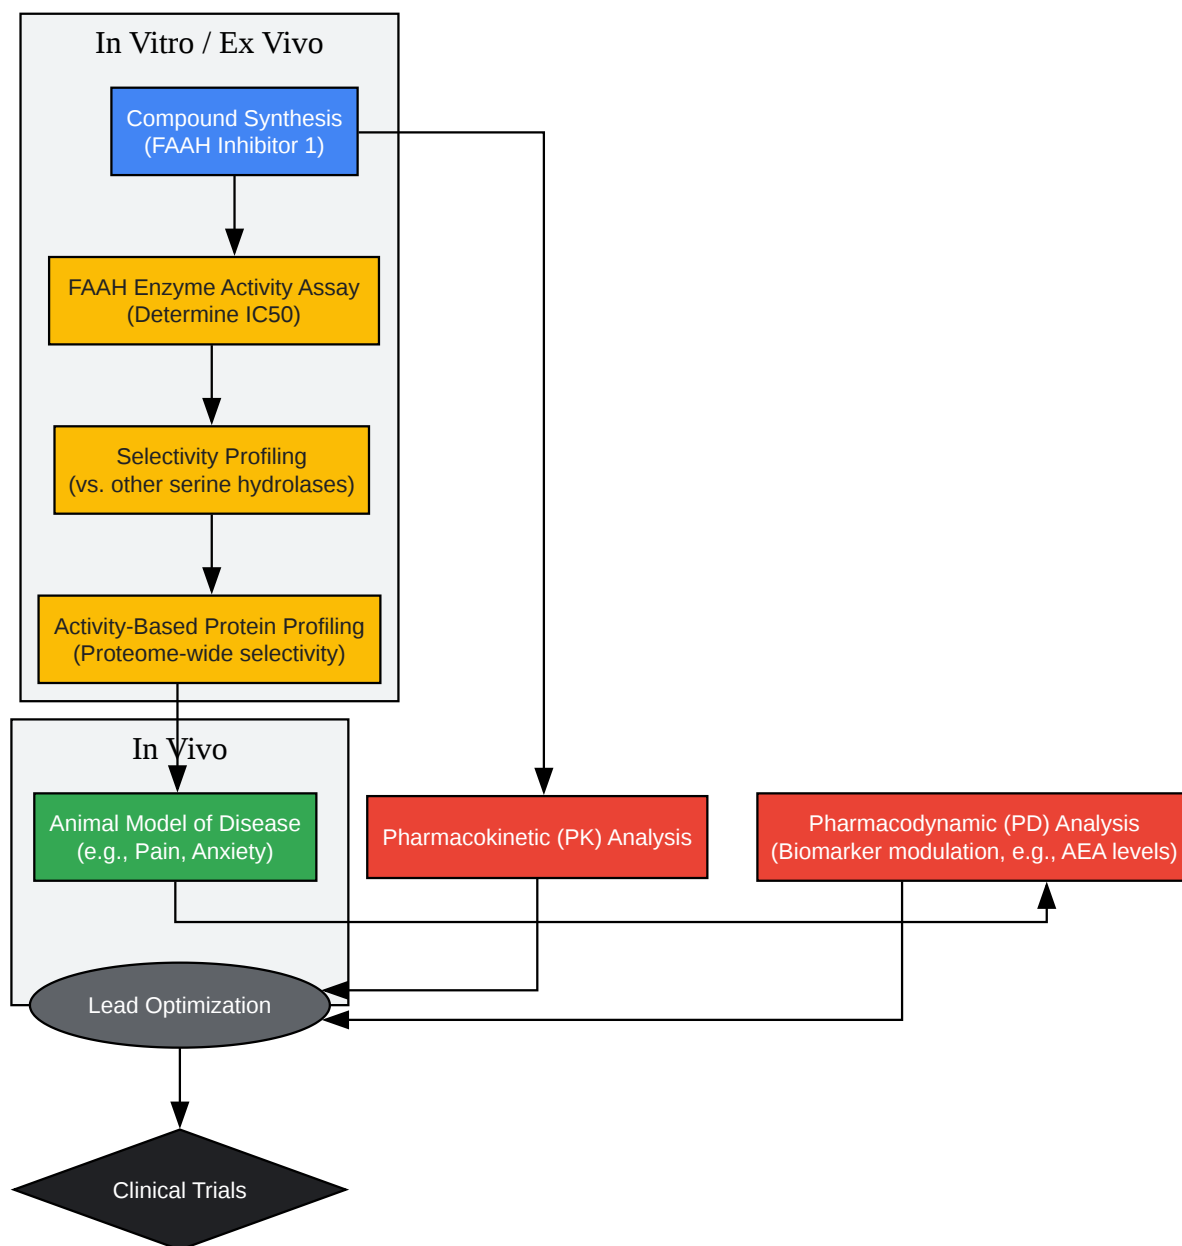 In Vitro / Ex Vivo
Compound Synthesis
(FAAH Inhibitor 1)
FAAH Enzyme Activity Assay
(Determine IC50)
Selectivity Profiling
(vs. other serine hydrolases)
Activity-Based Protein Profiling
(Proteome-wide selectivity)
In Vivo
Animal Model of Disease
(e.g., Pain, Anxiety)
Pharmacokinetic (PK) Analysis
Pharmacodynamic (PD) Analysis
(Biomarker modulation, e.g., AEA levels)
Lead Optimization
Clinical Trials